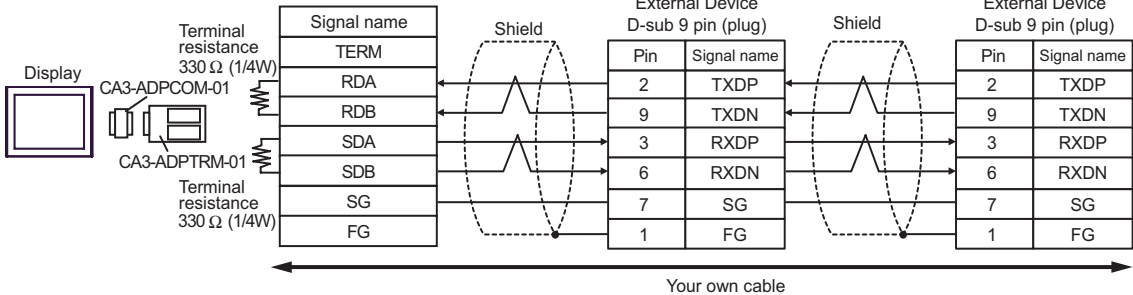 External Device
External Device
D-sub 9 pin (plug)
D-sub 9 pin (plug)
Signal name
Shield
Shield
Terminal
resistance
330 Ω (1/4W)
TERM
Pin
Signal name
Pin
Signal name
Display
CA3-ADPCOM-01
RDA
2
TXDP
2
TXDP
RDB
9
TXDN
9
TXDN
SDA
3
RXDP
3
RXDP
CA3-ADPTRM-01
SDB
6
RXDN
6
RXDN
Terminal
resistance
330 Ω (1/4W)
SG
7
SG
7
SG
FG
1
FG
1
FG
Your own cable